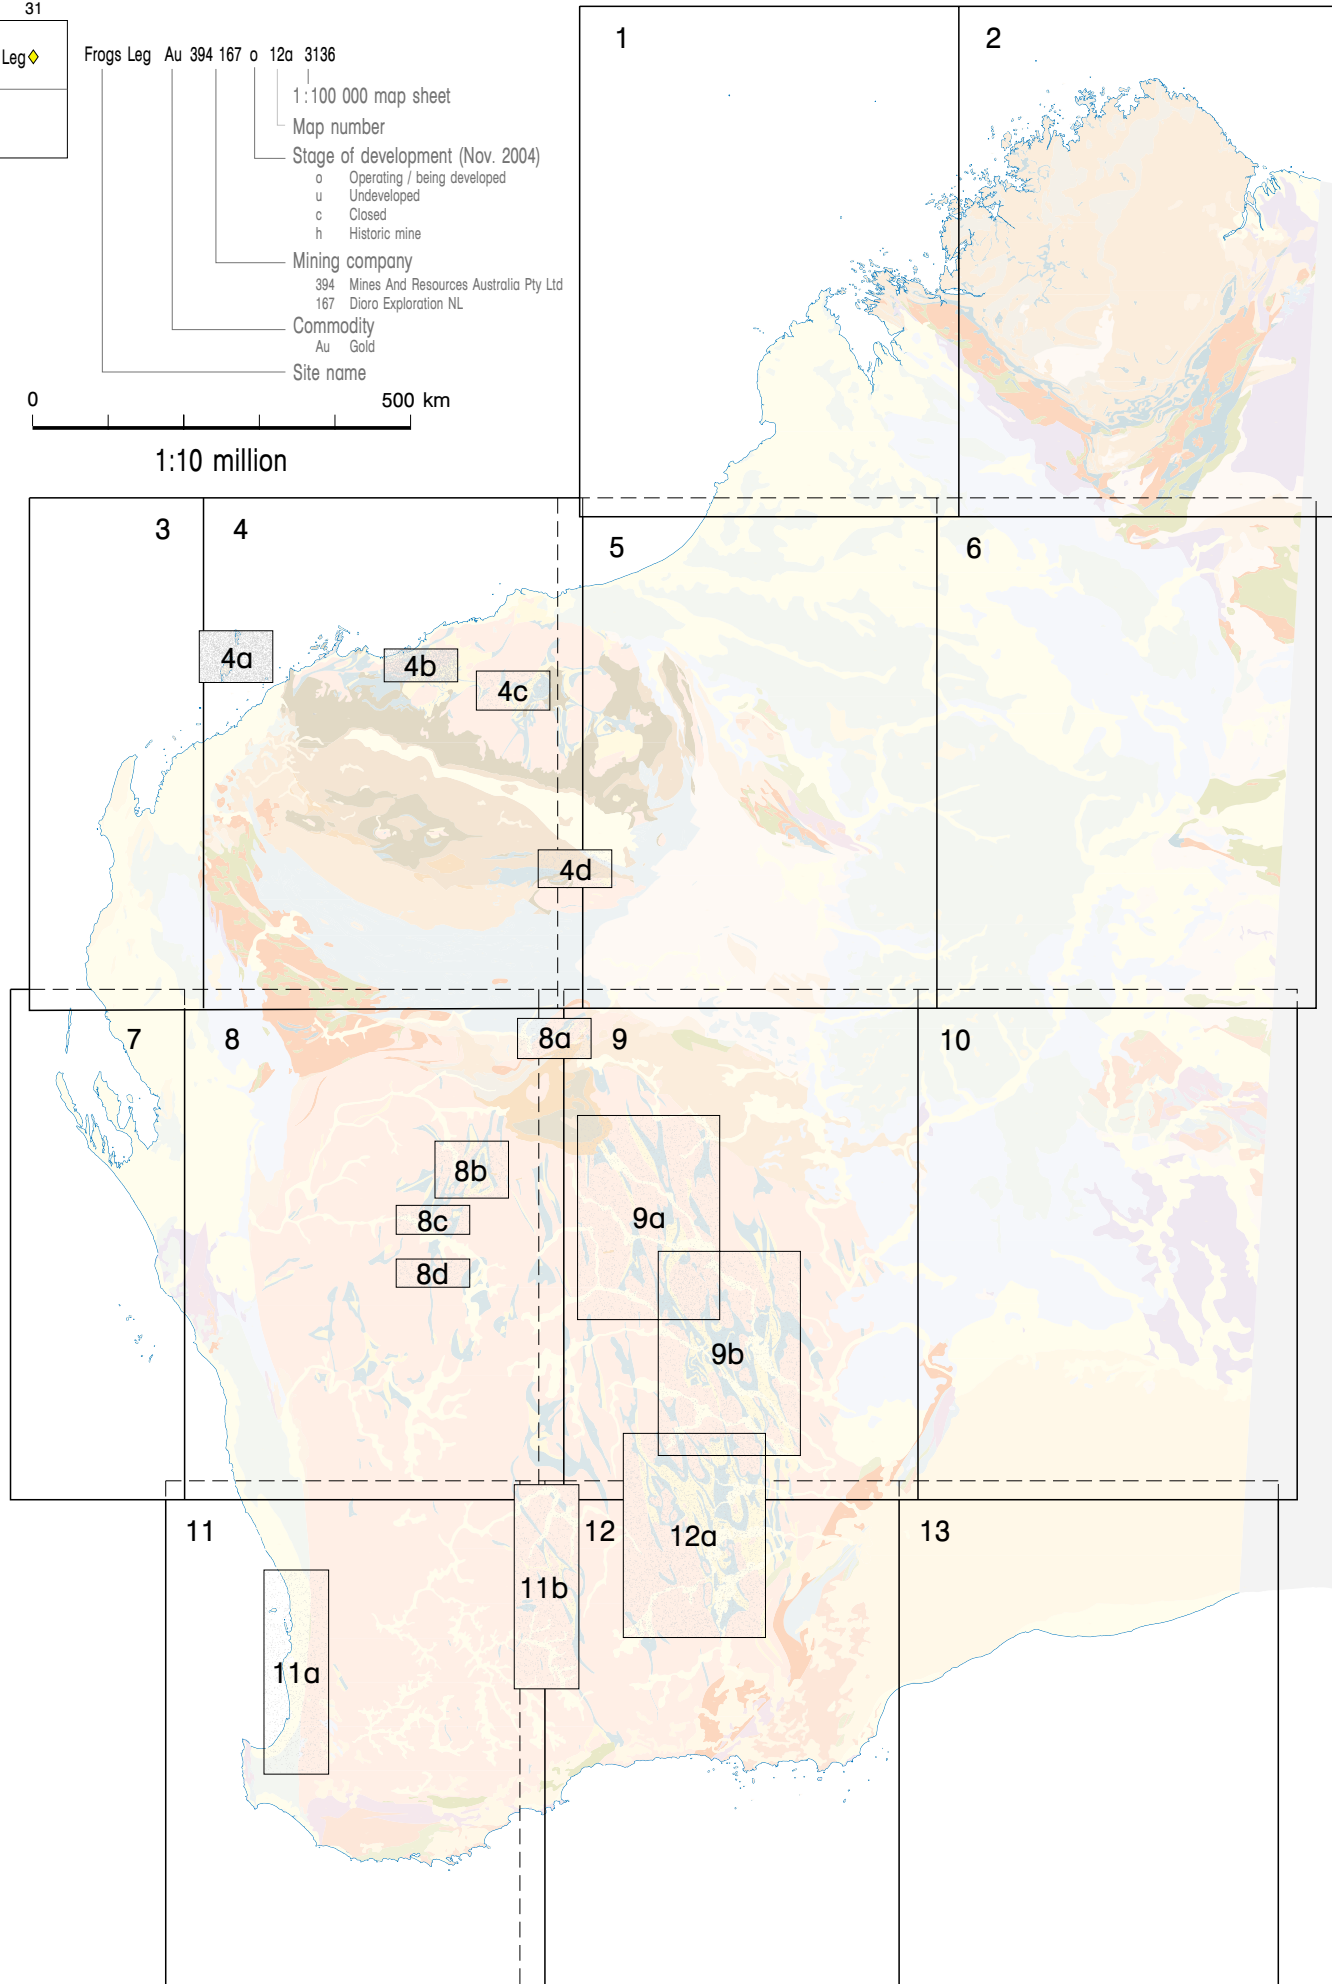 31
Leg
Frogs Leg Au 394 167 o 12a 3136
1:100 000 map sheet
Map number
Stage of development (Nov. 2004)
o Operating / being developed
u Undeveloped
c Closed
h Historic mine
Mining company
394 Mines And Resources Australia Pty Ltd
167 Dioro Exploration NL
Commodity
Au Gold
Site name
0 500 km
1:10 million
1
2
3
4
5
6
4a
4b
4c
4d
7
8
8a
9
10
8b
8c
8d
9a
9b
11
12
12a
13
11b
11a